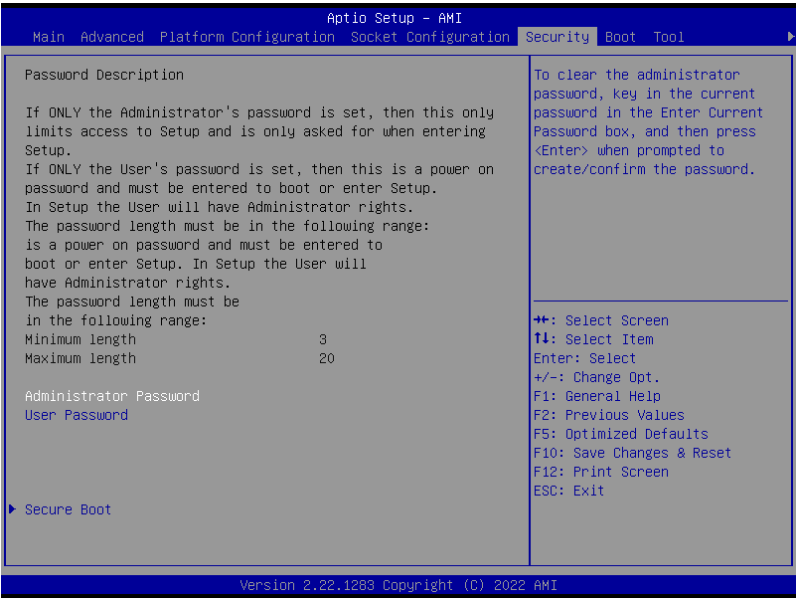 Aptio Setup – AMI
Main Advanced Platform Configuration Socket Configuration Security Boot Tool
Password Description
If ONLY the Administrator's password is set, then this only
limits access to Setup and is only asked for when entering
Setup.
If ONLY the User's password is set, then this is a power on
password and must be entered to boot or enter Setup.
In Setup the User will have Administrator rights.
The password length must be in the following range:
is a power on password and must be entered to
boot or enter Setup. In Setup the User will
have Administrator rights.
The password length must be
in the following range:
Minimum length 3
Maximum length 20
Administrator Password
User Password
Secure Boot
To clear the administrator
password, key in the current
password in the Enter Current
Password box, and then press
<Enter> when prompted to
create/confirm the password.
→←: Select Screen
↑↓: Select Item
Enter: Select
+/-: Change Opt.
F1: General Help
F2: Previous Values
F5: Optimized Defaults
F10: Save Changes & Reset
F12: Print Screen
ESC: Exit
Version 2.22.1283 Copyright (C) 2022 AMI